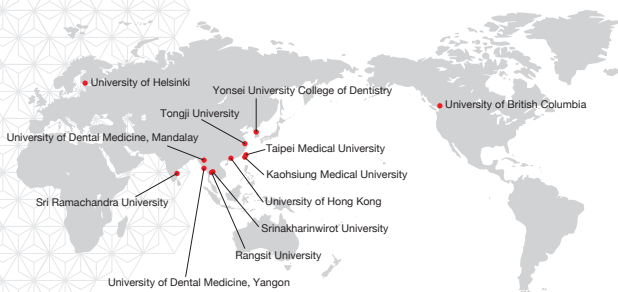 University of Helsinki
Yonsei University College of Dentistry
University of British Columbia
Tongji University
University of Dental Medicine, Mandalay
Taipei Medical University
Kaohsiung Medical University
Sri Ramachandra University
University of Hong Kong
Srinakharinwirot University
Rangsit University
University of Dental Medicine, Yangon